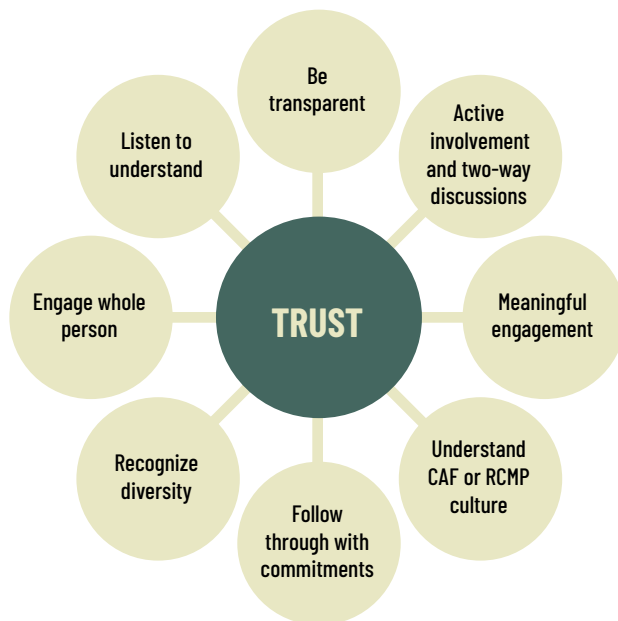 Be
transparent
Active
involvement
and two-way
discussions
Listen to
understand
Engage whole
person
TRUST
Meaningful
engagement
Recognize
diversity
Understand
CAF or RCMP
culture
Follow
through with
commitments